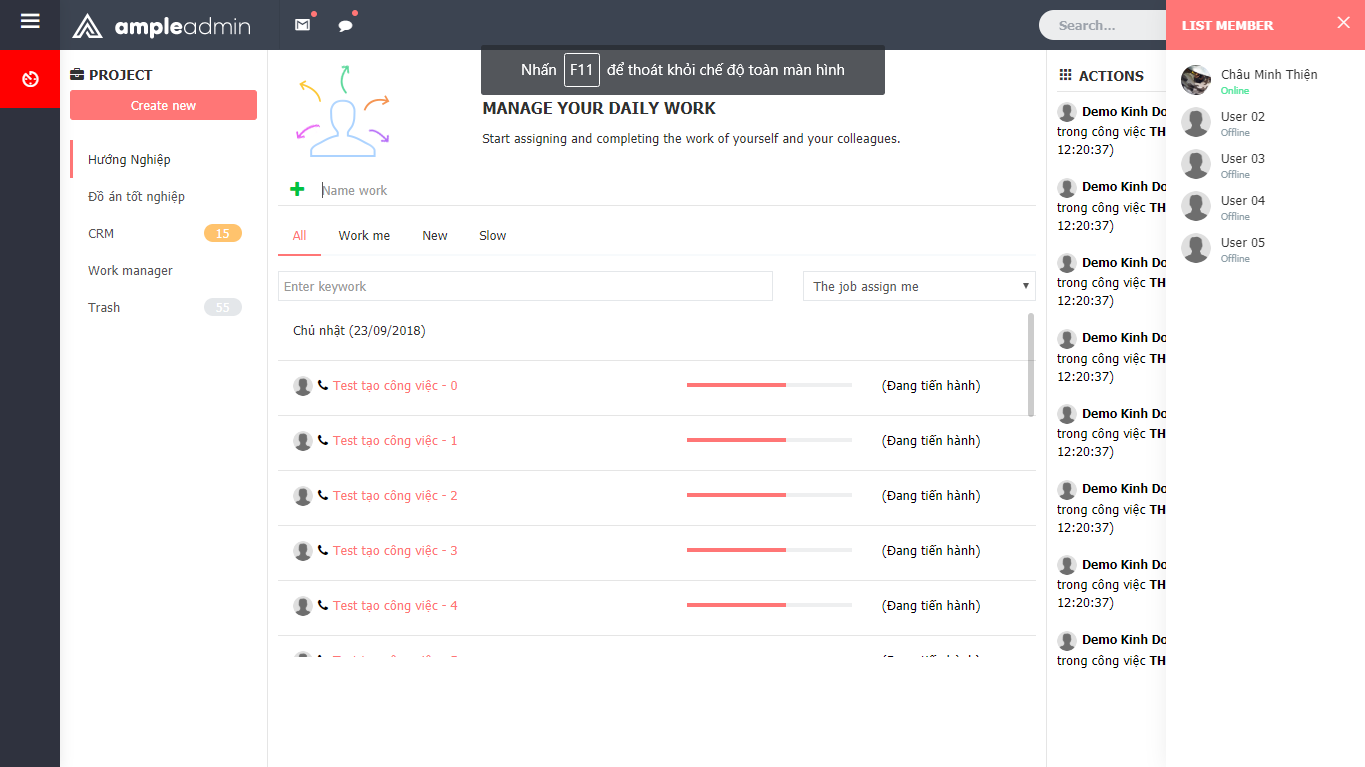 ampleadmin
Search...
LIST MEMBER
Nhấn F11 để thoát khỏi chế độ toàn màn hình
PROJECT
Create new
Hướng Nghiệp
Đồ án tốt nghiệp
CRM 15
Work manager
Trash 55
MANAGE YOUR DAILY WORK
Start assigning and completing the work of yourself and your colleagues.
Name work
All Work me New Slow
Enter keywork
The job assign me
Chủ nhật (23/09/2018)
Test tạo công việc - 0 (Đang tiến hành)
Test tạo công việc - 1 (Đang tiến hành)
Test tạo công việc - 2 (Đang tiến hành)
Test tạo công việc - 3 (Đang tiến hành)
Test tạo công việc - 4 (Đang tiến hành)
ACTIONS
Demo Kinh Do
trong công việc TH
12:20:37)
Demo Kinh Do
trong công việc TH
12:20:37)
Demo Kinh Do
trong công việc TH
12:20:37)
Demo Kinh Do
trong công việc TH
12:20:37)
Demo Kinh Do
trong công việc TH
12:20:37)
Demo Kinh Do
trong công việc TH
12:20:37)
Demo Kinh Do
trong công việc TH
12:20:37)
Demo Kinh Do
trong công việc TH
Châu Minh Thiện
Online
User 02
Offline
User 03
Offline
User 04
Offline
User 05
Offline